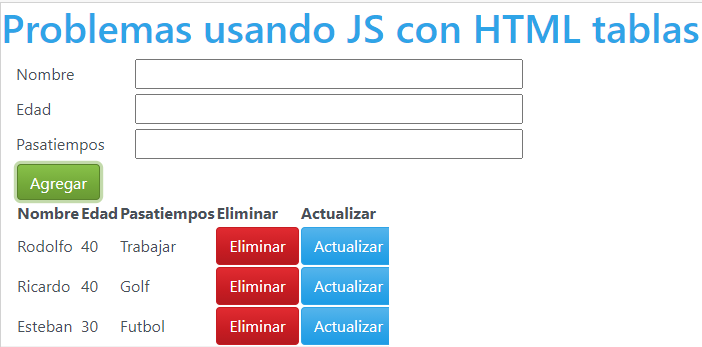 Problemas usando JS con HTML tablas
Nombre
Edad
Pasatiempos
Agregar
Nombre Edad Pasatiempos Eliminar Actualizar
Rodolfo 40 Trabajar Eliminar Actualizar
Ricardo 40 Golf Eliminar Actualizar
Esteban 30 Futbol Eliminar Actualizar